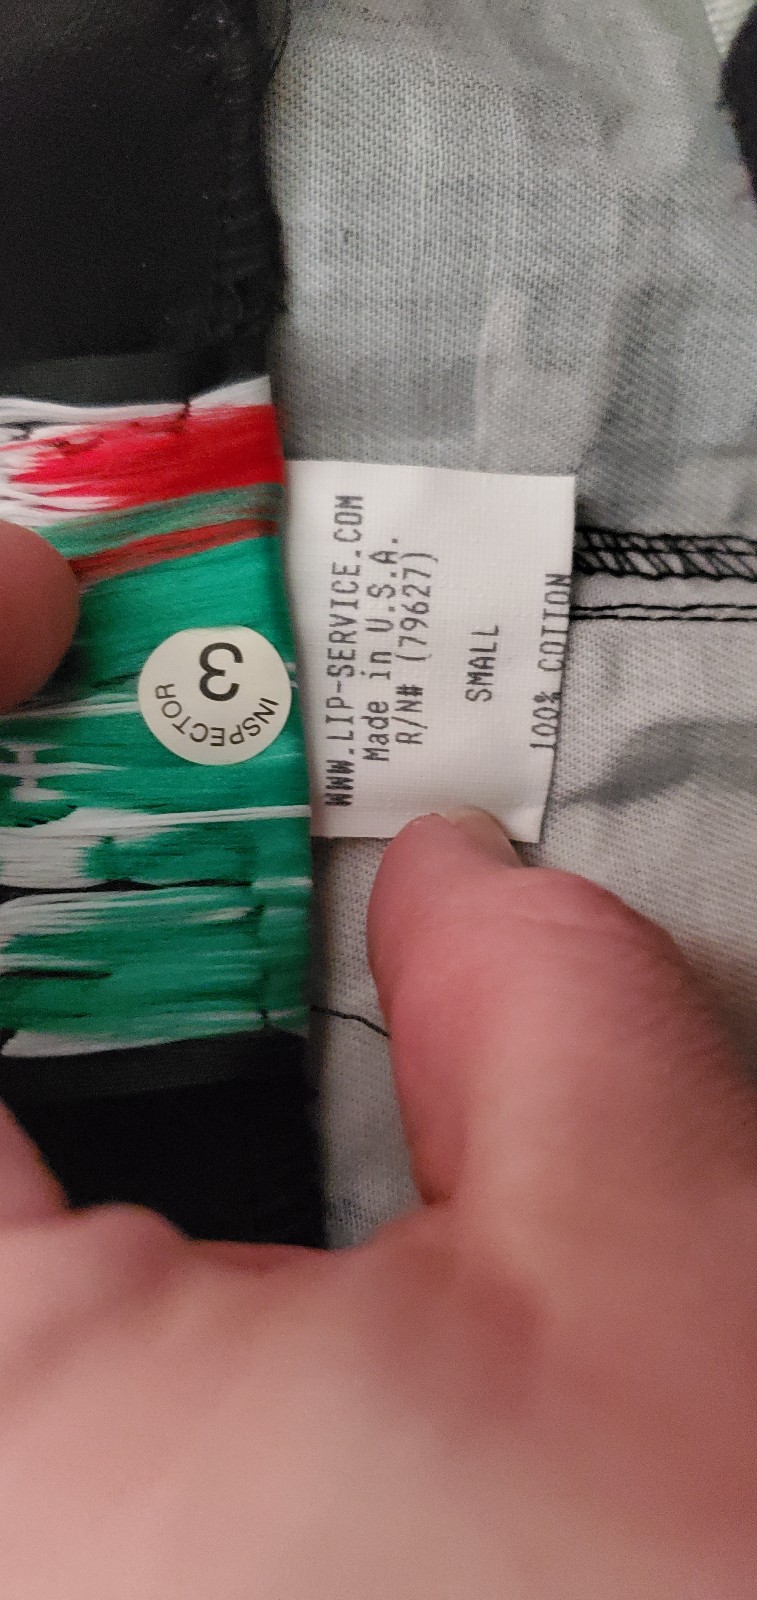 WWW.LIP-SERVICE.COM
Made in U.S.A.
R/N# (79627)
SMALL
100% COTTON
3
INSPECTOR